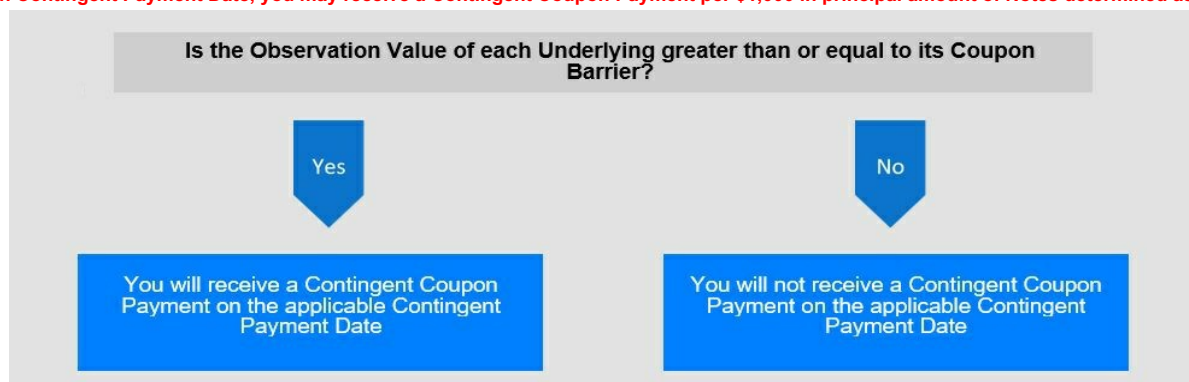 Contingent Payment Date, you may receive a Contingent Coupon Payment per $1,000 in principal amount of Notes determined
Is the Observation Value of each Underlying greater than or equal to its Coupon
Barrier?
Yes
No
You will receive a Contingent Coupon
Payment on the applicable Contingent
Payment Date
You will not receive a Contingent Coupon
Payment on the applicable Contingent
Payment Date